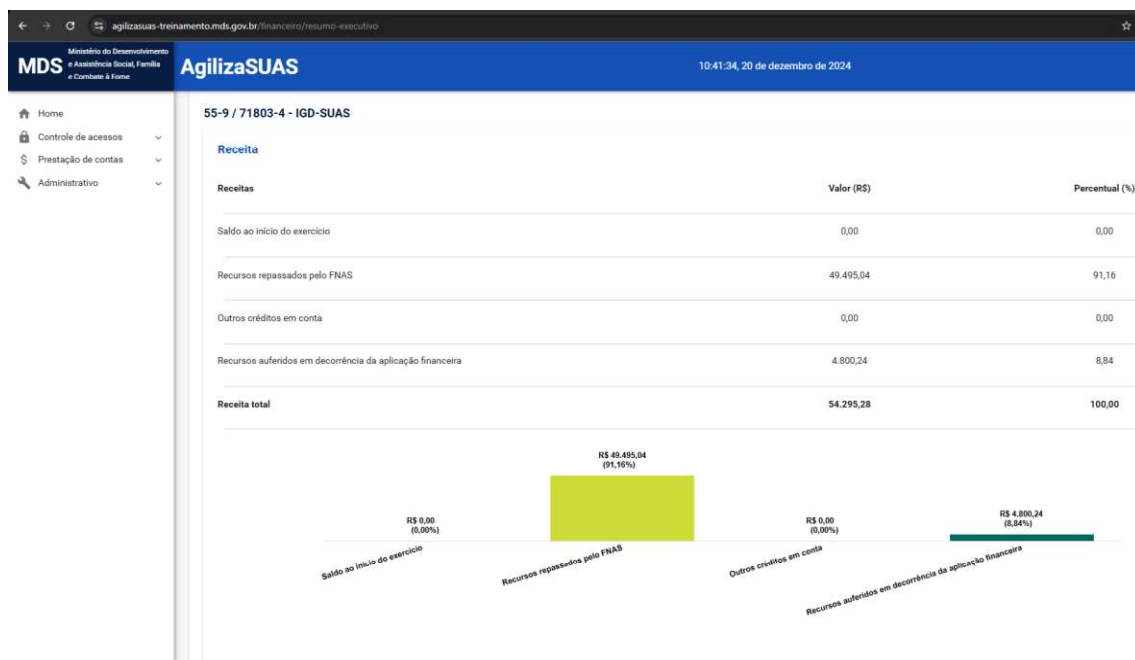 agilizasuas-treinamento.mds.gov.br/financeiro/resumo-executivo
MDS
Ministério do Desenvolvimento
e Assistência Social, Família
e Combate à Fome
AgilizaSUAS
10:41:34, 20 de dezembro de 2024
Home
Controle de acessos
Prestação de contas
Administrativo
55-9 / 71803-4 - IGD-SUAS
Receita
Receitas Valor (R$) Percentual (%)
Saldo ao início do exercício 0,00 0,00
Recursos repassados pelo FNAS 49.495,04 91,16
Outros créditos em conta 0,00 0,00
Recursos auferidos em decorrência da aplicação financeira 4.800,24 8,84
Receita total 54.295,28 100,00
R$ 0,00
(0,00%)
R$ 49.495,04
(91,16%)
R$ 0,00
(0,00%)
R$ 4.800,24
(8,84%)
Saldo ao início do exercício
Recursos repassados pelo FNAS
Outros créditos em conta
Recursos auferidos em decorrência da aplicação financeira